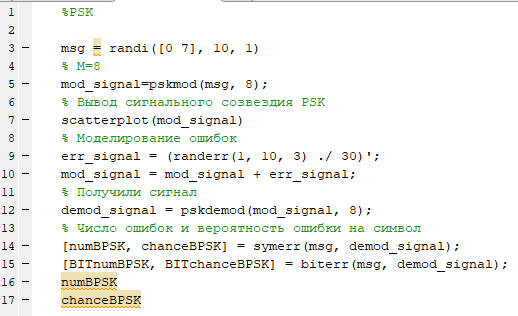 1 %PSK
2
3 – msg = randi([0 7], 10, 1)
4 % M=8
5 – mod_signal=pskmod(msg, 8);
6 % Вывод сигнального созвездия PSK
7 – scatterplot(mod_signal)
8 % Моделирование ошибок
9 – err_signal = (randerr(1, 10, 3) ./ 30)';
10 – mod_signal = mod_signal + err_signal;
11 % Получили сигнал
12 – demod_signal = pskdemod(mod_signal, 8);
13 % Число ошибок и вероятность ошибки на символ
14 – [numBPSK, chanceBPSK] = symerr(msg, demod_signal);
15 – [BITnumBPSK, BITchanceBPSK] = biterr(msg, demod_signal);
16 – numBPSK
17 – chanceBPSK